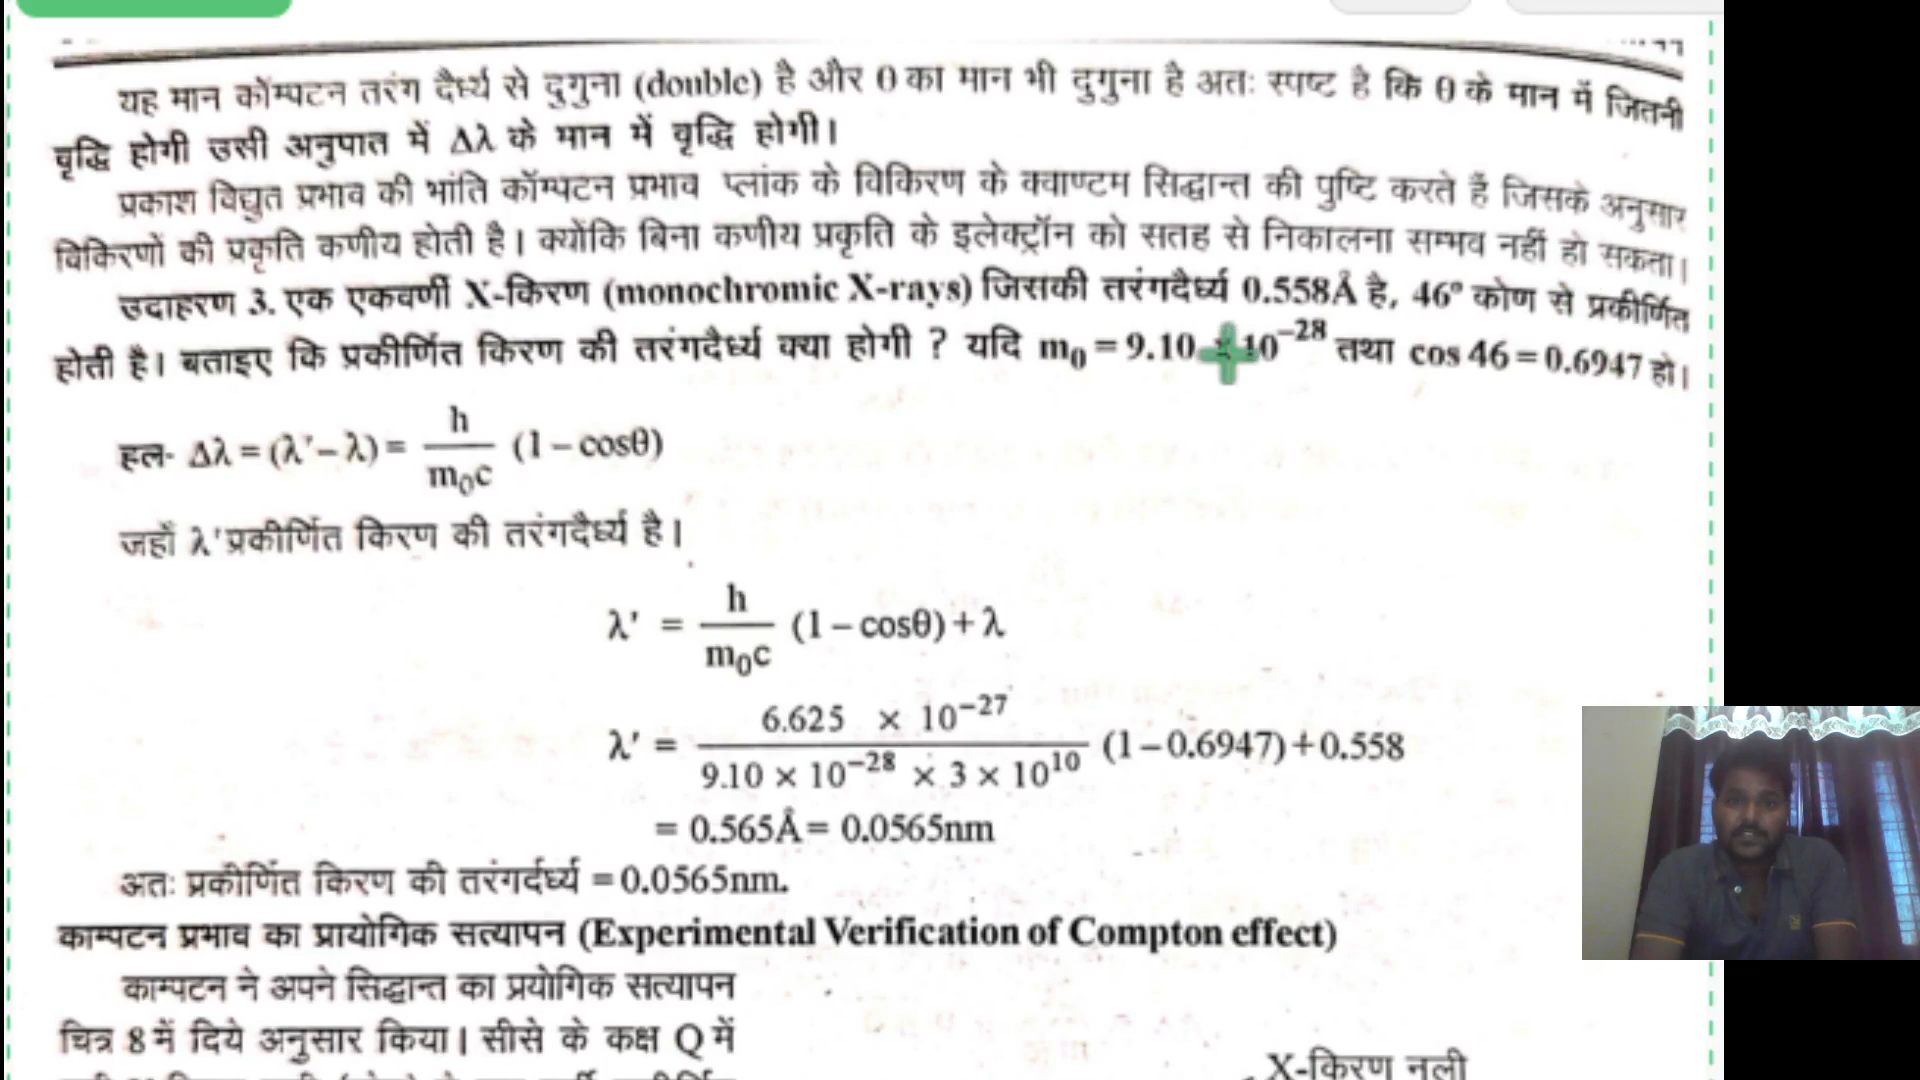 यह मान कॉम्पटन तरंग दैर्ध्य से दुगुना (double) है और θ का मान भी दुगुना है अतः स्पष्ट है कि θ के मान में जितनी
वृद्धि होगी उसी अनुपात में Δλ के मान में वृद्धि होगी।
प्रकाश विद्युत प्रभाव की भांति कॉम्पटन प्रभाव प्लांक के विकिरण के क्वाण्टम सिद्धान्त की पुष्टि करते हैं जिसके अनुसार
विकिरणों की प्रकृति कणीय होती है। क्योंकि बिना कणीय प्रकृति के इलेक्ट्रॉन को सतह से निकालना सम्भव नहीं हो सकता।
उदाहरण 3. एक एकवर्णी X-किरण (monochromic X-rays) जिसकी तरंगदैर्ध्य 0.558Å है, 46° कोण से प्रकीर्णित
होती है। बताइए कि प्रकीर्णित किरण की तरंगदैर्ध्य क्या होगी ? यदि m₀ = 9.10 × 10⁻²⁸ तथा cos 46 = 0.6947 हो।
हल- Δλ = (λ' – λ) = h / m₀c (1 – cosθ)
जहाँ λ' प्रकीर्णित किरण की तरंगदैर्ध्य है।
λ' = h / m₀c (1 – cosθ) + λ
λ' = 6.625 × 10⁻²⁷ / 9.10 × 10⁻²⁸ × 3 × 10¹⁰ (1 – 0.6947) + 0.558
= 0.565Å = 0.0565nm
अतः प्रकीर्णित किरण की तरंगर्दर्घ्य = 0.0565nm.
काम्पटन प्रभाव का प्रायोगिक सत्यापन (Experimental Verification of Compton effect)
काम्पटन ने अपने सिद्धान्त का प्रयोगिक सत्यापन
चित्र 8 में दिये अनुसार किया। सीसे के कक्ष Q में
X-किरण नली